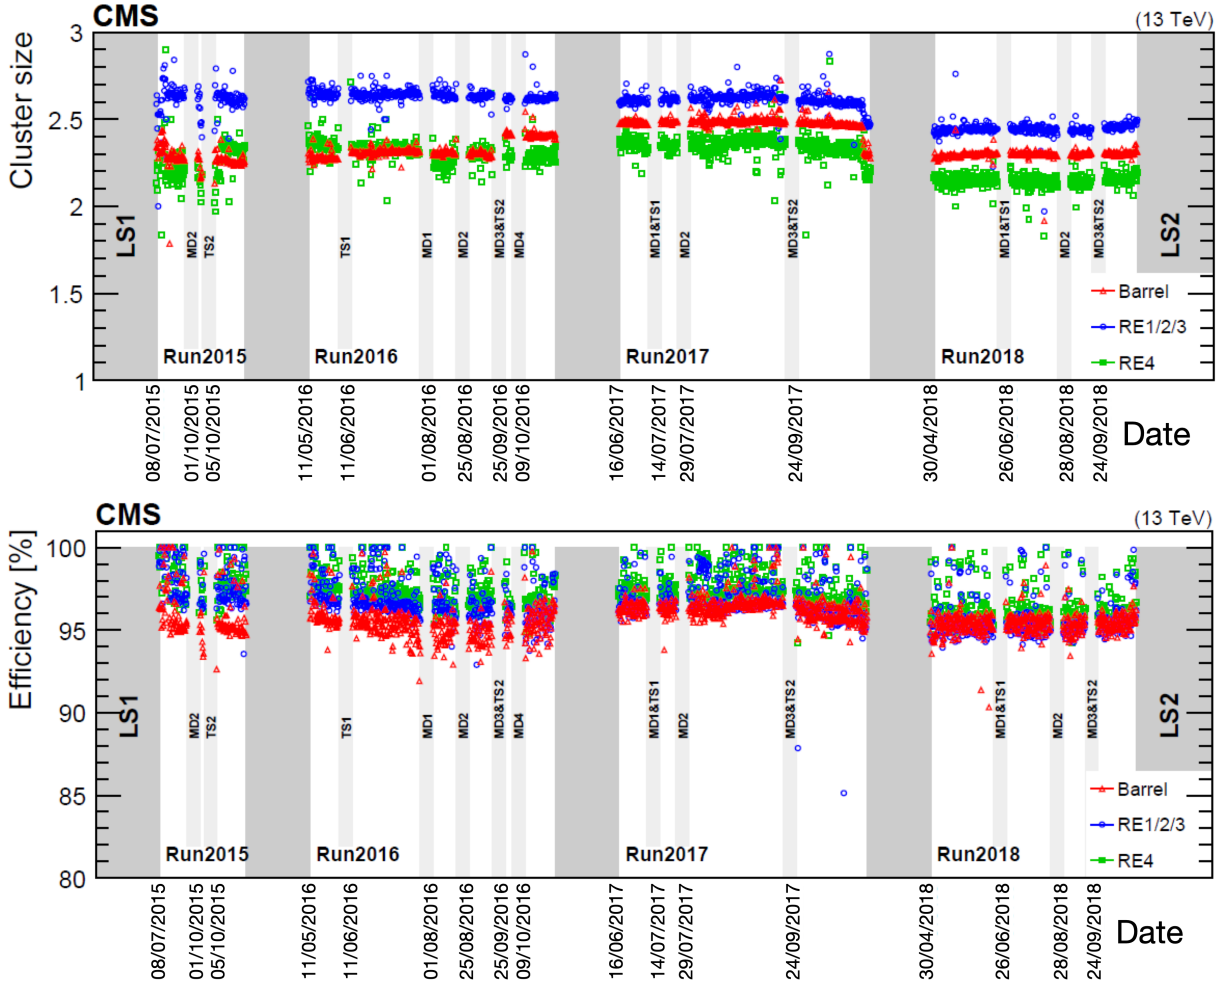 CMS
(13 TeV)
Cluster size
3
2.5
2
1.5
1
LS1
MD2
TS2
TS1
MD1
MD2
MD3&TS2
MD4
MD1&TS1
MD2
MD3&TS2
MD1&TS1
MD2
MD3&TS2
LS2
Barrel
RE1/2/3
RE4
Run2015
Run2016
Run2017
Run2018
08/07/2015
01/10/2015
05/10/2015
11/05/2016
11/06/2016
01/08/2016
25/08/2016
25/09/2016
09/10/2016
16/06/2017
14/07/2017
29/07/2017
24/09/2017
30/04/2018
26/06/2018
28/08/2018
24/09/2018
Date
CMS
(13 TeV)
Efficiency [%]
100
95
90
85
80
LS1
MD2
TS2
TS1
MD1
MD2
MD3&TS2
MD4
MD1&TS1
MD2
MD3&TS2
MD1&TS1
MD2
MD3&TS2
LS2
Barrel
RE1/2/3
RE4
Run2015
Run2016
Run2017
Run2018
08/07/2015
01/10/2015
05/10/2015
11/05/2016
11/06/2016
01/08/2016
25/08/2016
25/09/2016
09/10/2016
16/06/2017
14/07/2017
29/07/2017
24/09/2017
30/04/2018
26/06/2018
28/08/2018
24/09/2018
Date